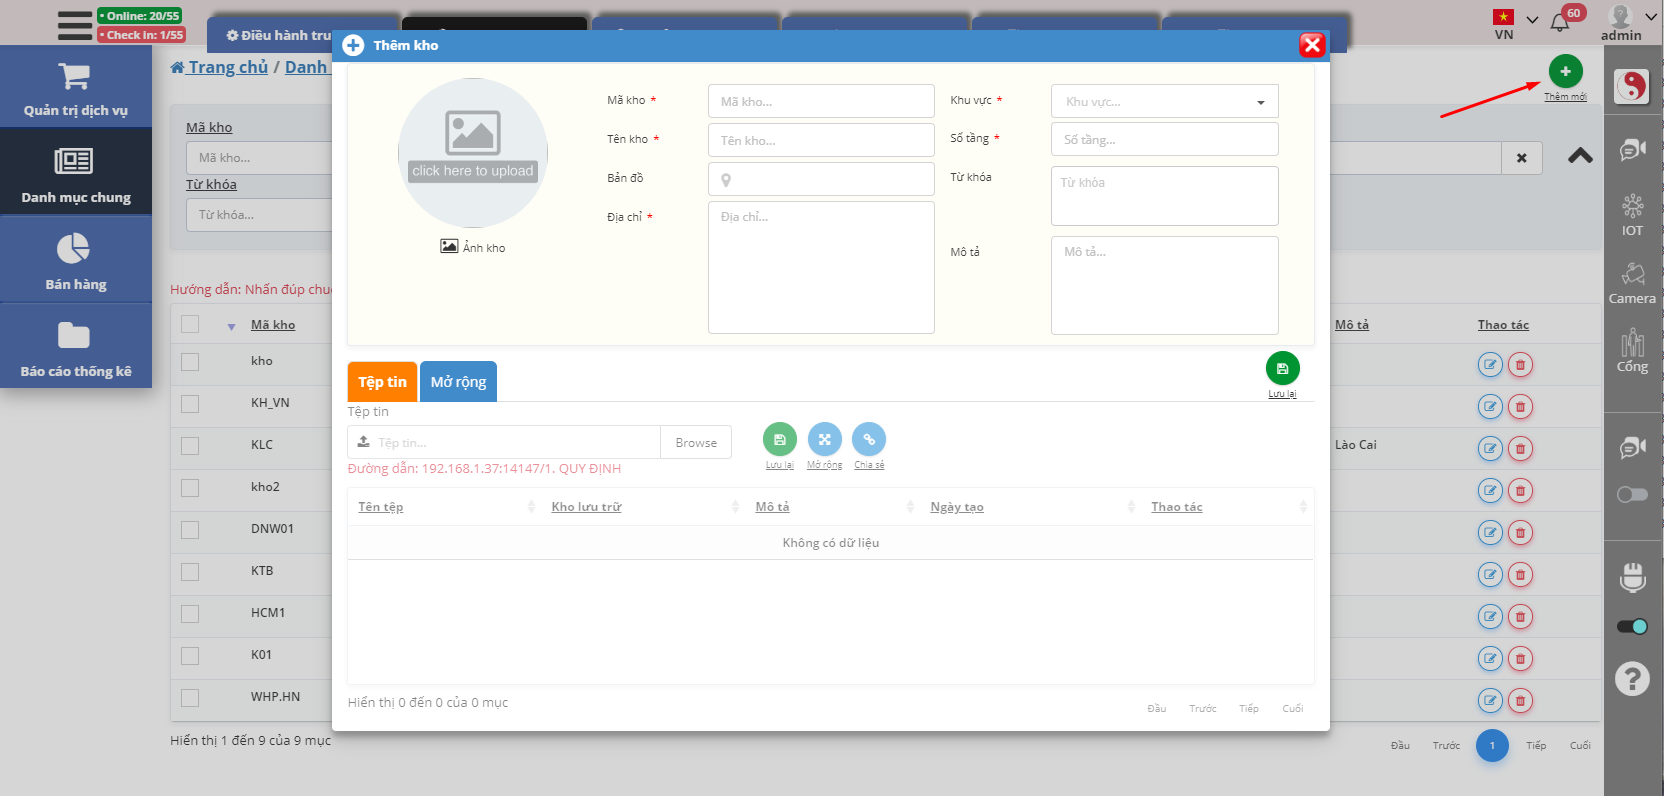 • Online: 20/55
• Check in: 1/55
Điều hành tru
VN
60
admin
Quản trị dịch vụ
Danh mục chung
Bán hàng
Báo cáo thống kê
Trang chủ / Danh
Thêm mới
Mã kho
Mã kho...
Từ khóa
Từ khóa...
Hướng dẫn: Nhấn đúp chu
Mã kho
Mô tả
Thao tác
kho
KH_VN
KLC
Lào Cai
kho2
DNW01
KTB
HCM1
K01
WHP.HN
Hiển thị 1 đến 9 của 9 mục
Đầu
Trước
1
Tiếp
Cuối
Thêm kho
click here to upload
Ảnh kho
Mã kho *
Mã kho...
Khu vực *
Khu vực...
Tên kho *
Tên kho...
Số tầng *
Số tầng...
Bản đồ
Từ khóa
Từ khóa
Địa chỉ *
Địa chỉ...
Mô tả
Mô tả...
Tệp tin
Mở rộng
Lưu lại
Tệp tin
Tệp tin...
Browse
Lưu lại
Mở rộng
Chia sẻ
Đường dẫn: 192.168.1.37:14147/1. QUY ĐỊNH
Tên tệp
Kho lưu trữ
Mô tả
Ngày tạo
Thao tác
Không có dữ liệu
Hiển thị 0 đến 0 của 0 mục
Đầu
Trước
Tiếp
Cuối
IOT
Camera
Cổng